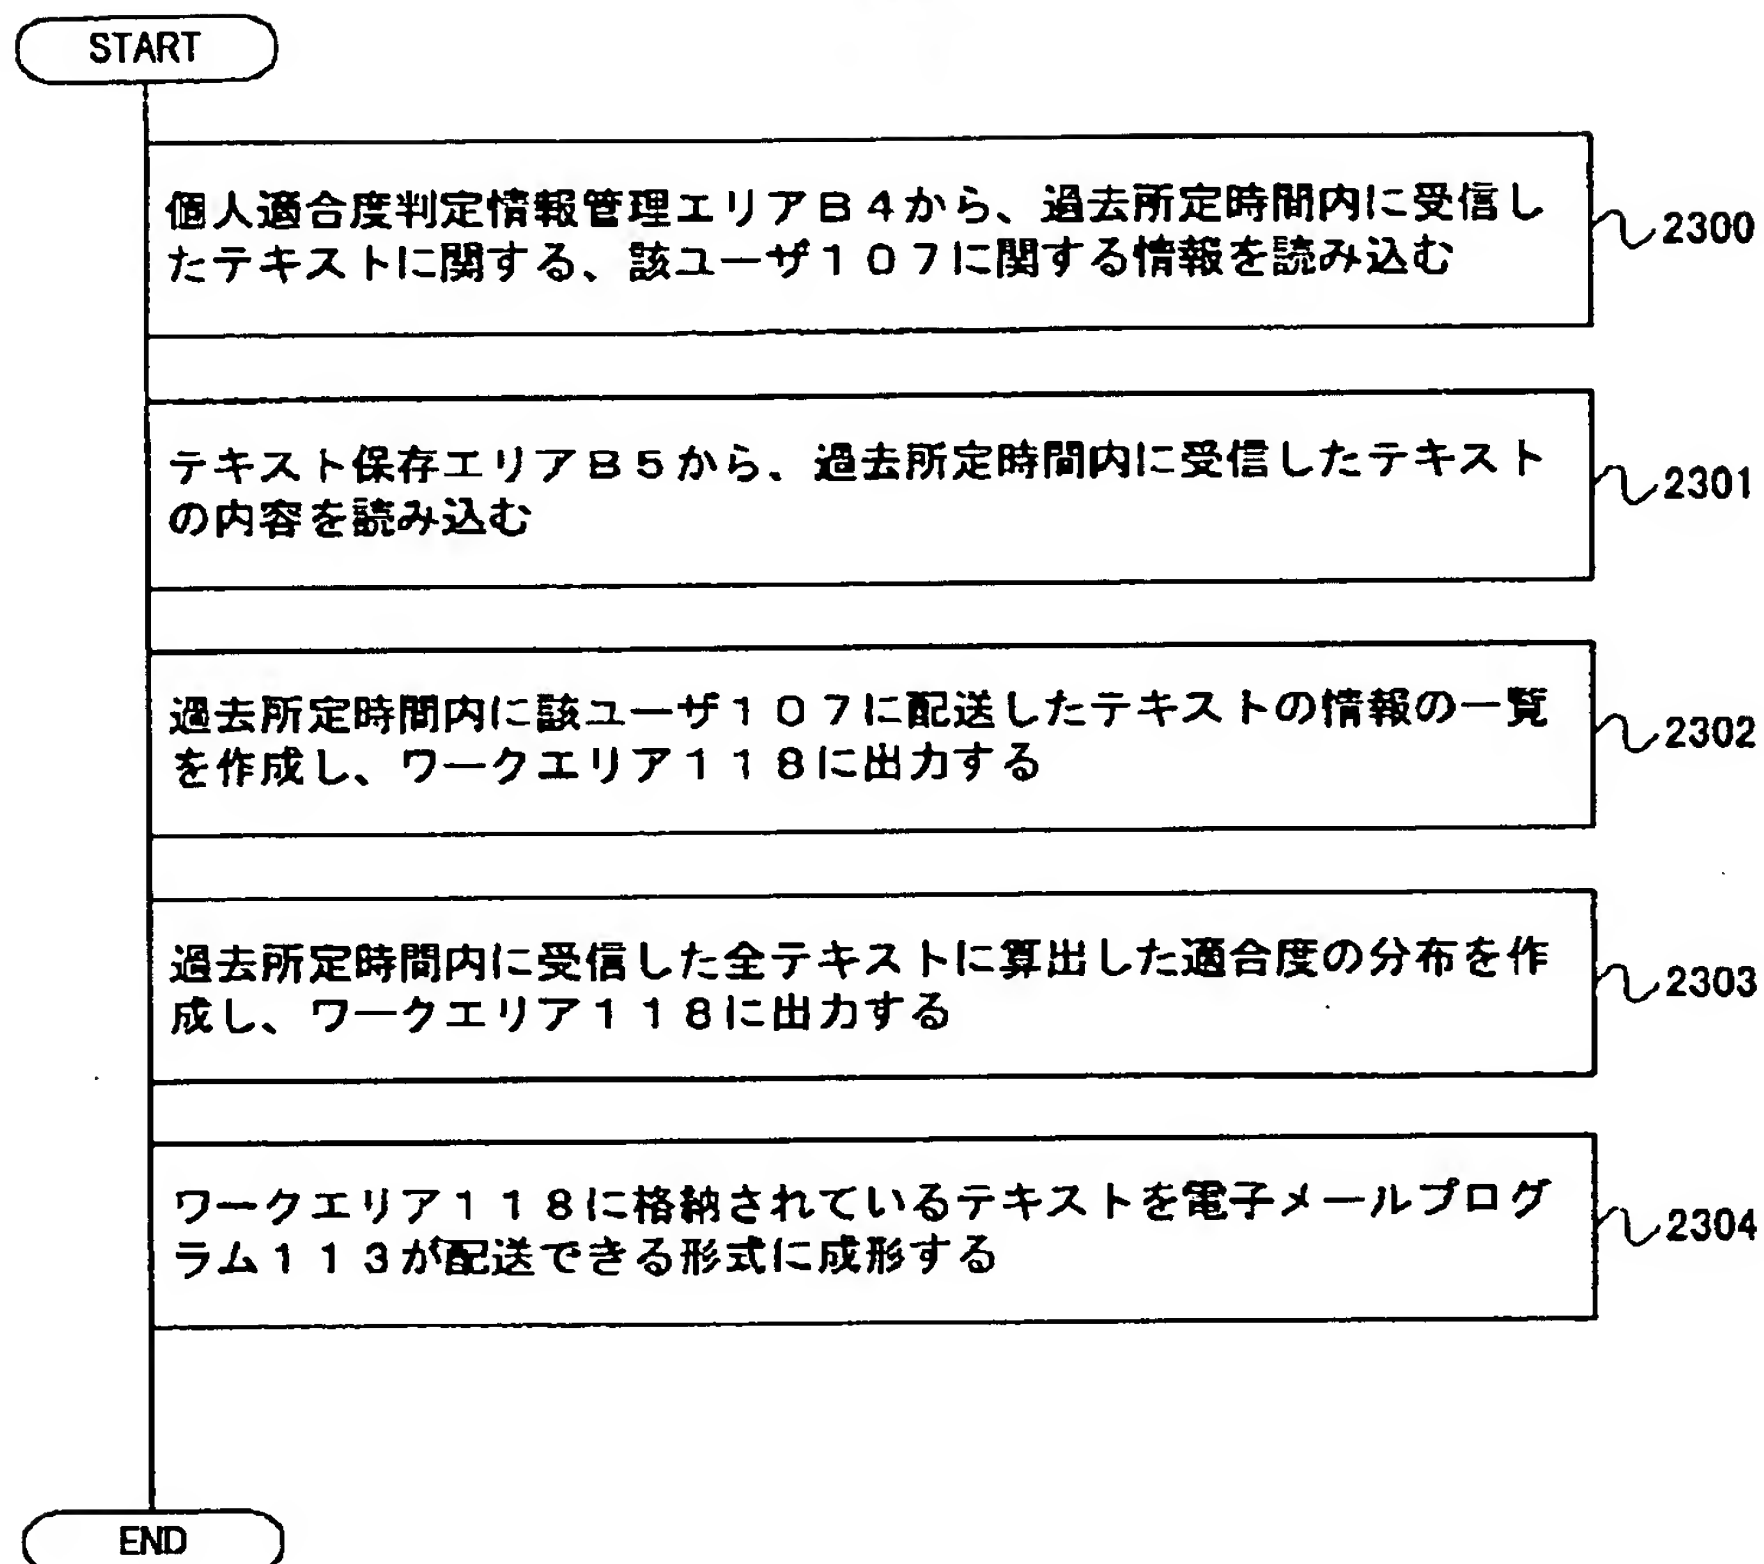 START
個人適合度判定情報管理エリアB4から、過去所定時間内に受信し
たテキストに関する、該ユーザ107に関する情報を読み込む
2300
テキスト保存エリアB5から、過去所定時間内に受信したテキスト
の内容を読み込む
2301
過去所定時間内に該ユーザ107に配送したテキストの情報の一覧
を作成し、ワークエリア118に出力する
2302
過去所定時間内に受信した全テキストに算出した適合度の分布を作
成し、ワークエリア118に出力する
2303
ワークエリア118に格納されているテキストを電子メールプログ
ラム113が配送できる形式に成形する
2304
END